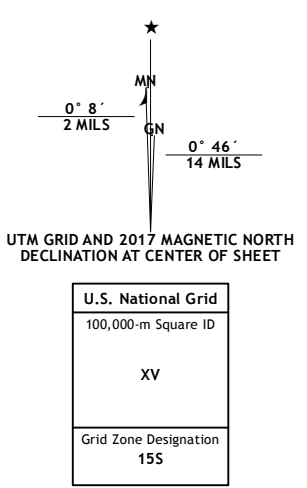 ★
MN
0° 8´
2 MILS
GN
0° 46´
14 MILS
UTM GRID AND 2017 MAGNETIC NORTH
DECLINATION AT CENTER OF SHEET
U.S. National Grid
100,000-m Square ID
XV
Grid Zone Designation
15S